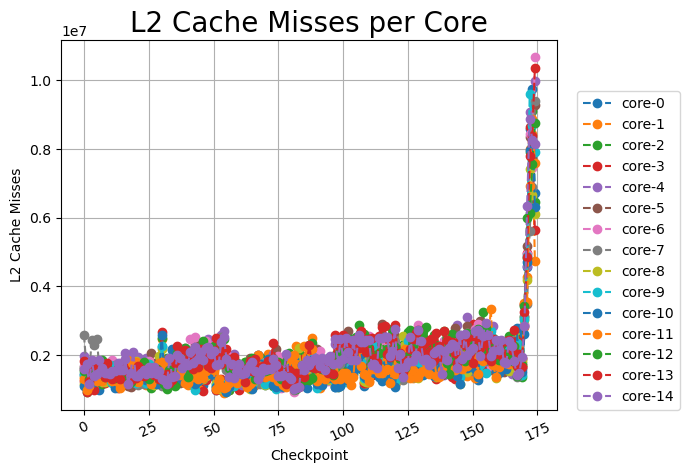 L2 Cache Misses per Core
1e7
1.0
0.8
0.6
0.4
0.2
L2 Cache Misses
0
25
50
75
100
125
150
175
Checkpoint
core-0
core-1
core-2
core-3
core-4
core-5
core-6
core-7
core-8
core-9
core-10
core-11
core-12
core-13
core-14